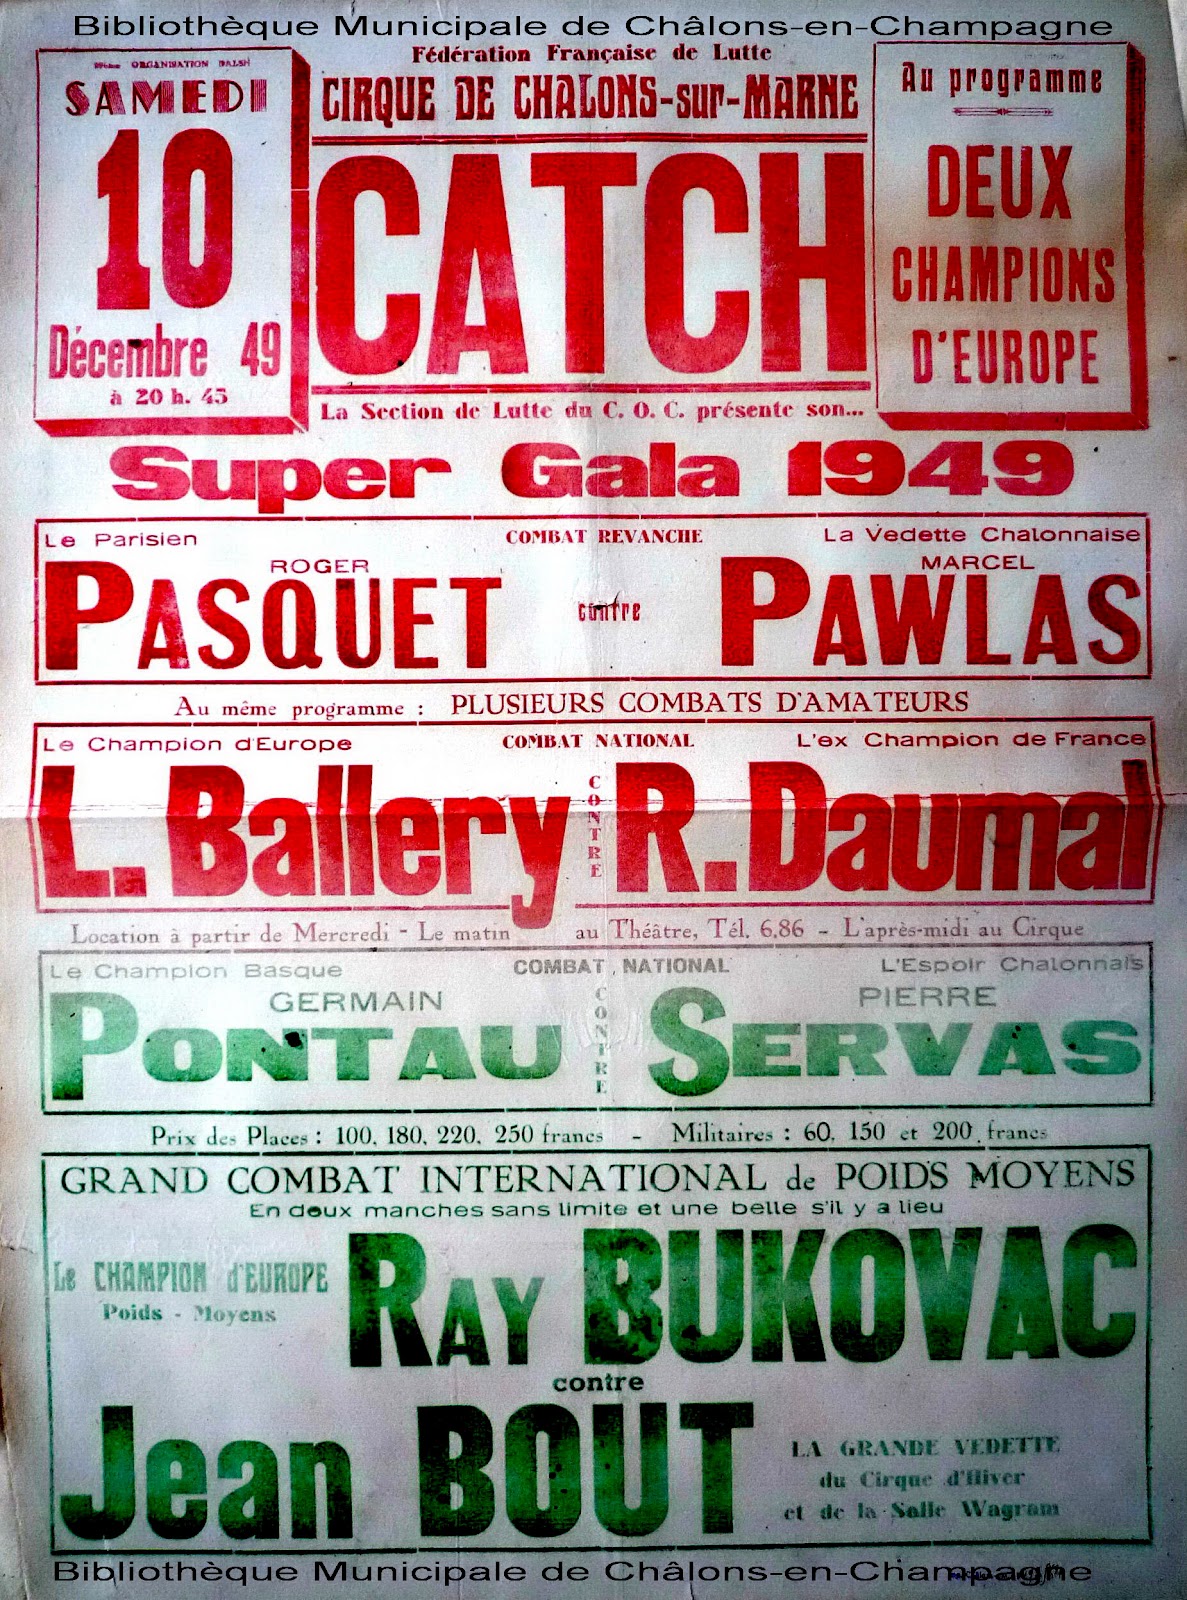 Bibliothèque Municipale de Châlons-en-Champagne
ORGANISATION
SAMEDI
10
Décembre 49
à 20 h. 45
Fédération Française de Lutte
CIRQUE DE CHALONS-sur-MARNE
CATCH
La Section de Lutte du C. O. C. présente son...
Au programme
DEUX
CHAMPIONS
D'EUROPE
Super Gala 1949
Le Parisien
COMBAT REVANCHE
La Vedette Chalonnaise
ROGER
MARCEL
PASQUET contre PAWLAS
Au même programme : PLUSIEURS COMBATS D'AMATEURS
Le Champion d'Europe
COMBAT NATIONAL
L'ex Champion de France
L. Ballery CONTRE R. Daumal
Location à partir de Mercredi - Le matin au Théâtre, Tél. 6.86 - L'après-midi au Cirque
Le Champion Basque
COMBAT NATIONAL
L'Espoir Chalonnais
GERMAIN
PIERRE
PONTAU CONTRE SERVAS
Prix des Places : 100, 180, 220, 250 francs - Militaires : 60, 150 et 200 francs
GRAND COMBAT INTERNATIONAL de POIDS MOYENS
En deux manches sans limite et une belle s'il y a lieu
Le CHAMPION d'EUROPE
Poids - Moyens
RAY BUKOVAC
contre
Jean BOUT
LA GRANDE VEDETTE
du Cirque d'Hiver
et de la Salle Wagram
Bibliothèque Municipale de Châlons-en-Champagne